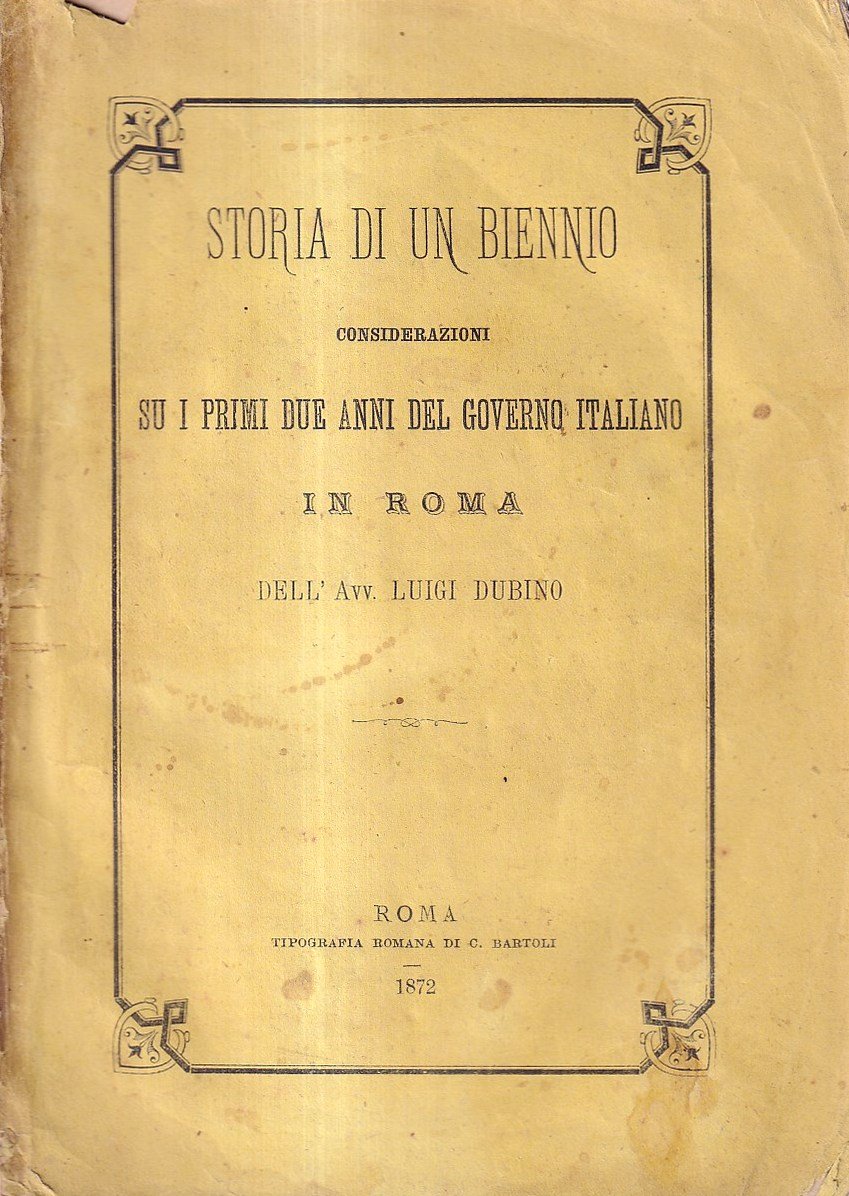 STORIA DI UN BIENNIO
CONSIDERAZIONI
SU I PRIMI DUE ANNI DEL GOVERNO ITALIANO
IN ROMA
DELL' Avv. LUIGI DUBINO
ROMA
TIPOGRAFIA ROMANA DI C. BARTOLI
1872